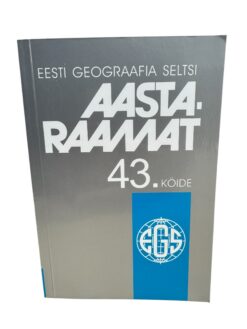 EESTI GEOGRAAFIA SELTSI
AASTA-
RAAMAT
43. KÖIDE
EGS